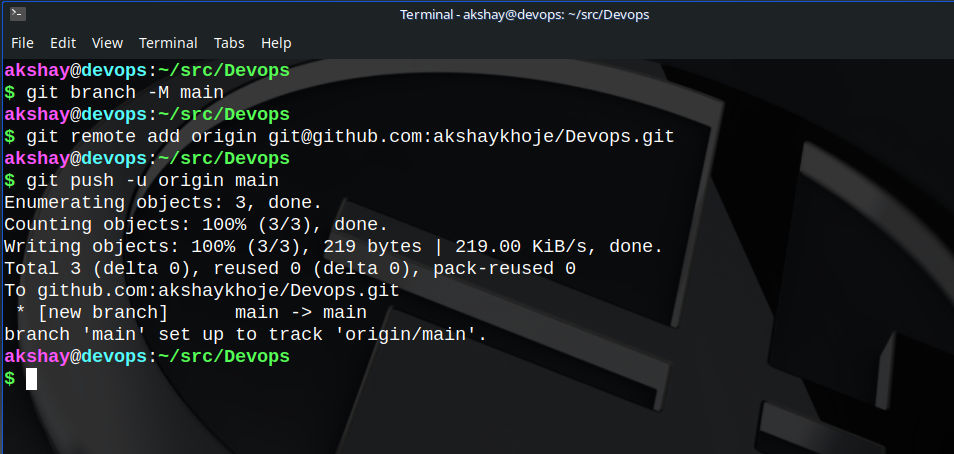 Terminal - akshay@devops: ~/src/Devops
File Edit View Terminal Tabs Help
akshay@devops:~/src/Devops
$ git branch -M main
akshay@devops:~/src/Devops
$ git remote add origin git@github.com:akshaykhoje/Devops.git
akshay@devops:~/src/Devops
$ git push -u origin main
Enumerating objects: 3, done.
Counting objects: 100% (3/3), done.
Writing objects: 100% (3/3), 219 bytes | 219.00 KiB/s, done.
Total 3 (delta 0), reused 0 (delta 0), pack-reused 0
To github.com:akshaykhoje/Devops.git
 * [new branch]      main -> main
branch 'main' set up to track 'origin/main'.
akshay@devops:~/src/Devops
$